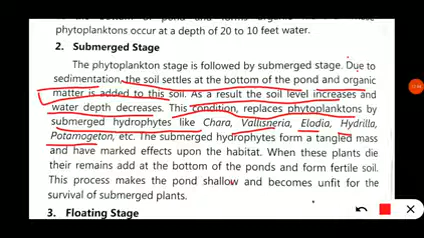 phytoplanktons occur at a depth of 20 to 10 feet water.
2. Submerged Stage
The phytoplankton stage is followed by submerged stage. Due to
sedimentation, the soil settles at the bottom of the pond and organic
matter is added to this soil. As a result the soil level increases and
water depth decreases. This condition, replaces phytoplanktons by
submerged hydrophytes like Chara, Vallisneria, Elodia, Hydrilla,
Potamogeton, etc. The submerged hydrophytes form a tangled mass
and have marked effects upon the habitat. When these plants die
their remains add at the bottom of the ponds and form fertile soil.
This process makes the pond shallow and becomes unfit for the
survival of submerged plants.
3. Floating Stage